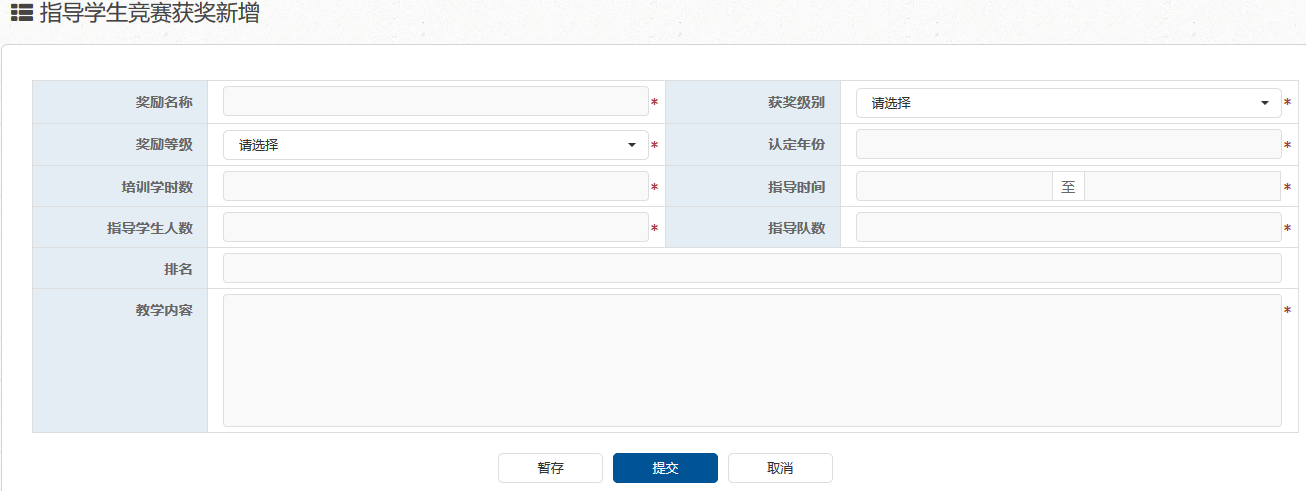 指导学生竞赛获奖新增
奖励名称 * 获奖级别 请选择 *
奖励等级 请选择 * 认定年份 *
培训学时数 * 指导时间 至 *
指导学生人数 * 指导队数 *
排名
教学内容 *
暂存 提交 取消